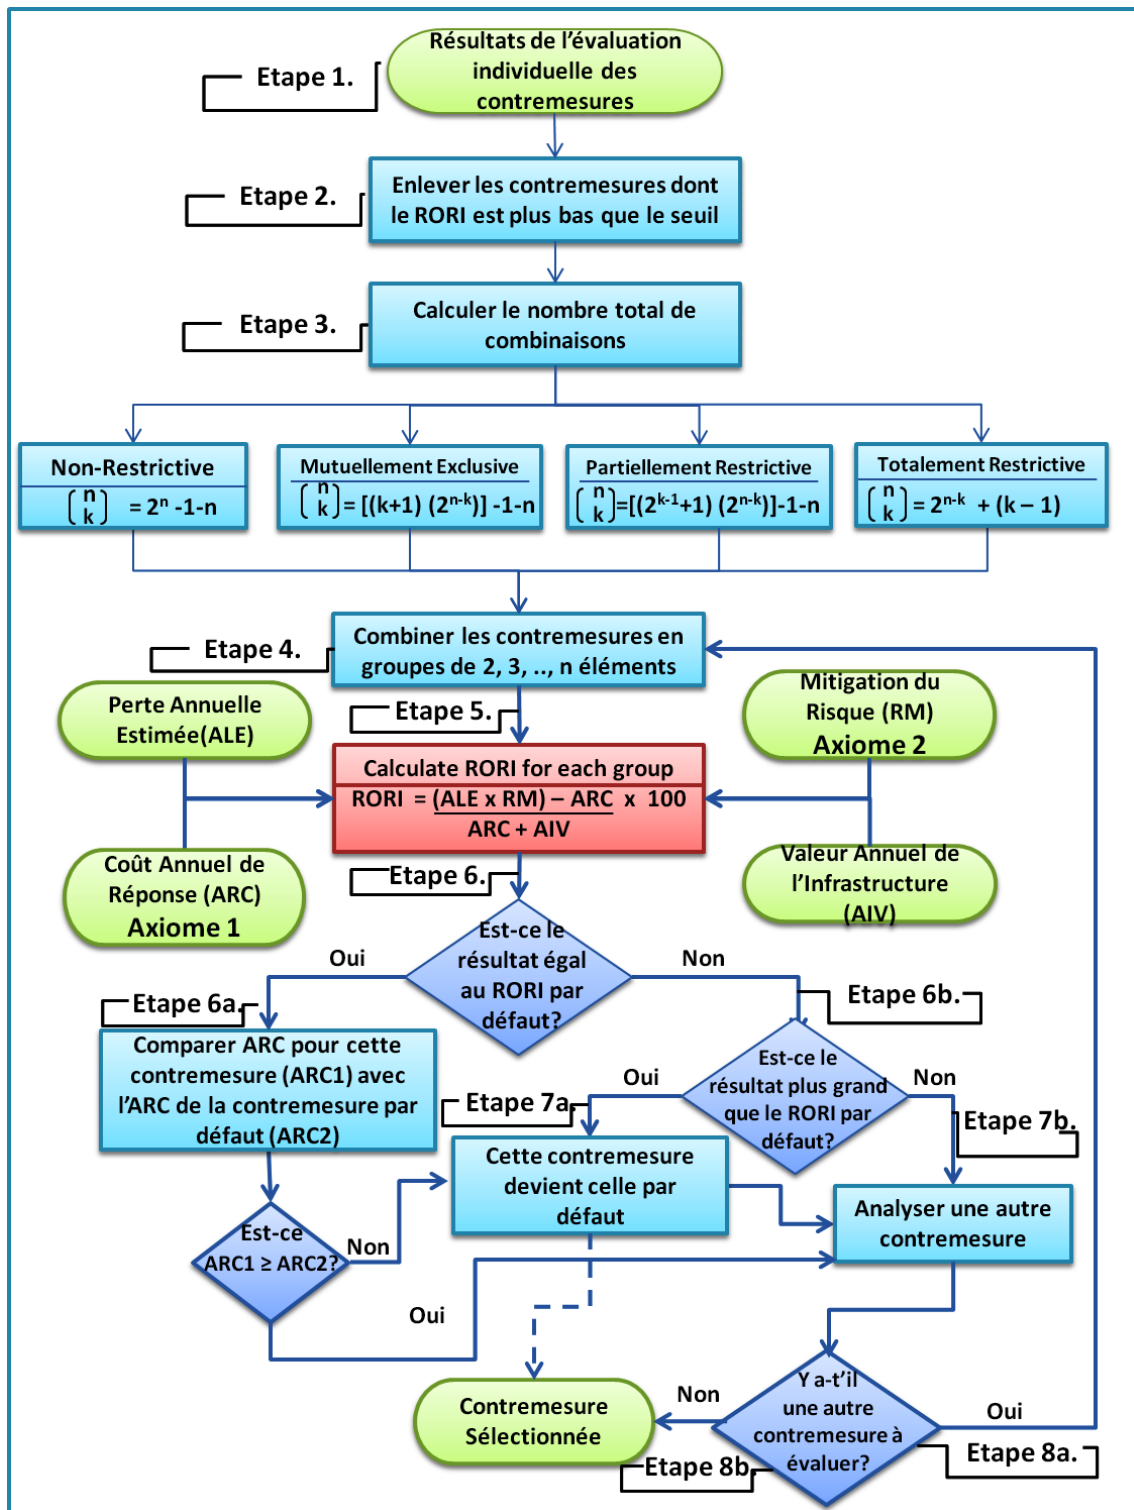 Résultats de l'évaluation
individuelle des
contremesures
Etape 1.
Enlever les contremesures dont
le RORI est plus bas que le seuil
Etape 2.
Calculer le nombre total de
combinaisons
Etape 3.
Non-Restrictive
(n k) = 2^n -1-n
Mutuellement Exclusive
(n k) = [(k+1) (2^n-k)] -1-n
Partiellement Restrictive
(n k) =[(2^k-1+1) (2^n-k)]-1-n
Totalement Restrictive
(n k) = 2^n-k + (k – 1)
Etape 4.
Combiner les contremesures en
groupes de 2, 3, .., n éléments
Etape 5.
Perte Annuelle
Estimée(ALE)
Mitigation du
Risque (RM)
Axiome 2
Calculate RORI for each group
RORI = (ALE x RM) – ARC x 100
ARC + AIV
Coût Annuel de
Réponse (ARC)
Axiome 1
Valeur Annuel de
l'Infrastructure
(AIV)
Etape 6.
Est-ce le
résultat égal
au RORI par
défaut?
Oui
Non
Etape 6a.
Etape 6b.
Comparer ARC pour cette
contremesure (ARC1) avec
l'ARC de la contremesure par
défaut (ARC2)
Est-ce le
résultat plus grand
que le RORI par
défaut?
Oui
Non
Etape 7a.
Etape 7b.
Cette contremesure
devient celle par
défaut
Analyser une autre
contremesure
Est-ce
ARC1 ≥ ARC2?
Non
Oui
Y a-t'il
une autre
contremesure à
évaluer?
Non
Oui
Contremesure
Sélectionnée
Etape 8b.
Etape 8a.